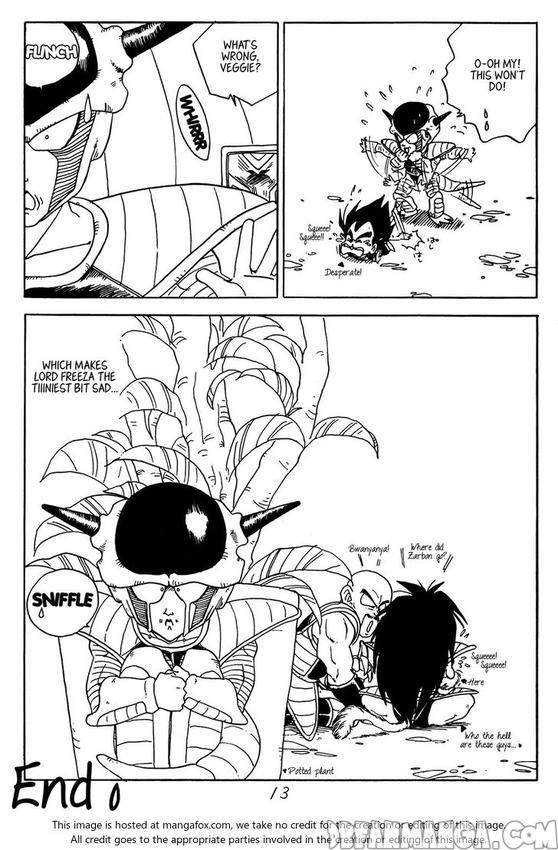 FLINCH
WHAT'S
WRONG,
VEGGIE?
WHIRRR
O-OH MY!
THIS WON'T
DO!
Squeee!
Squeee!!
Desperate!
WHICH MAKES
LORD FREEZA THE
TIIINIEST BIT SAD...
SNIFFLE
Bwanyanya!
Where did
Zarbon go?
Squeeee!
Squeeee!
Here
Who the hell
are these guys...
Potted plant
End
13
This image is hosted at mangafox.com, we take no credit for the creation or editing of this image.
All credit goes to the appropriate parties involved in the creation or editing of this image.
DBFALLMANGA.COM